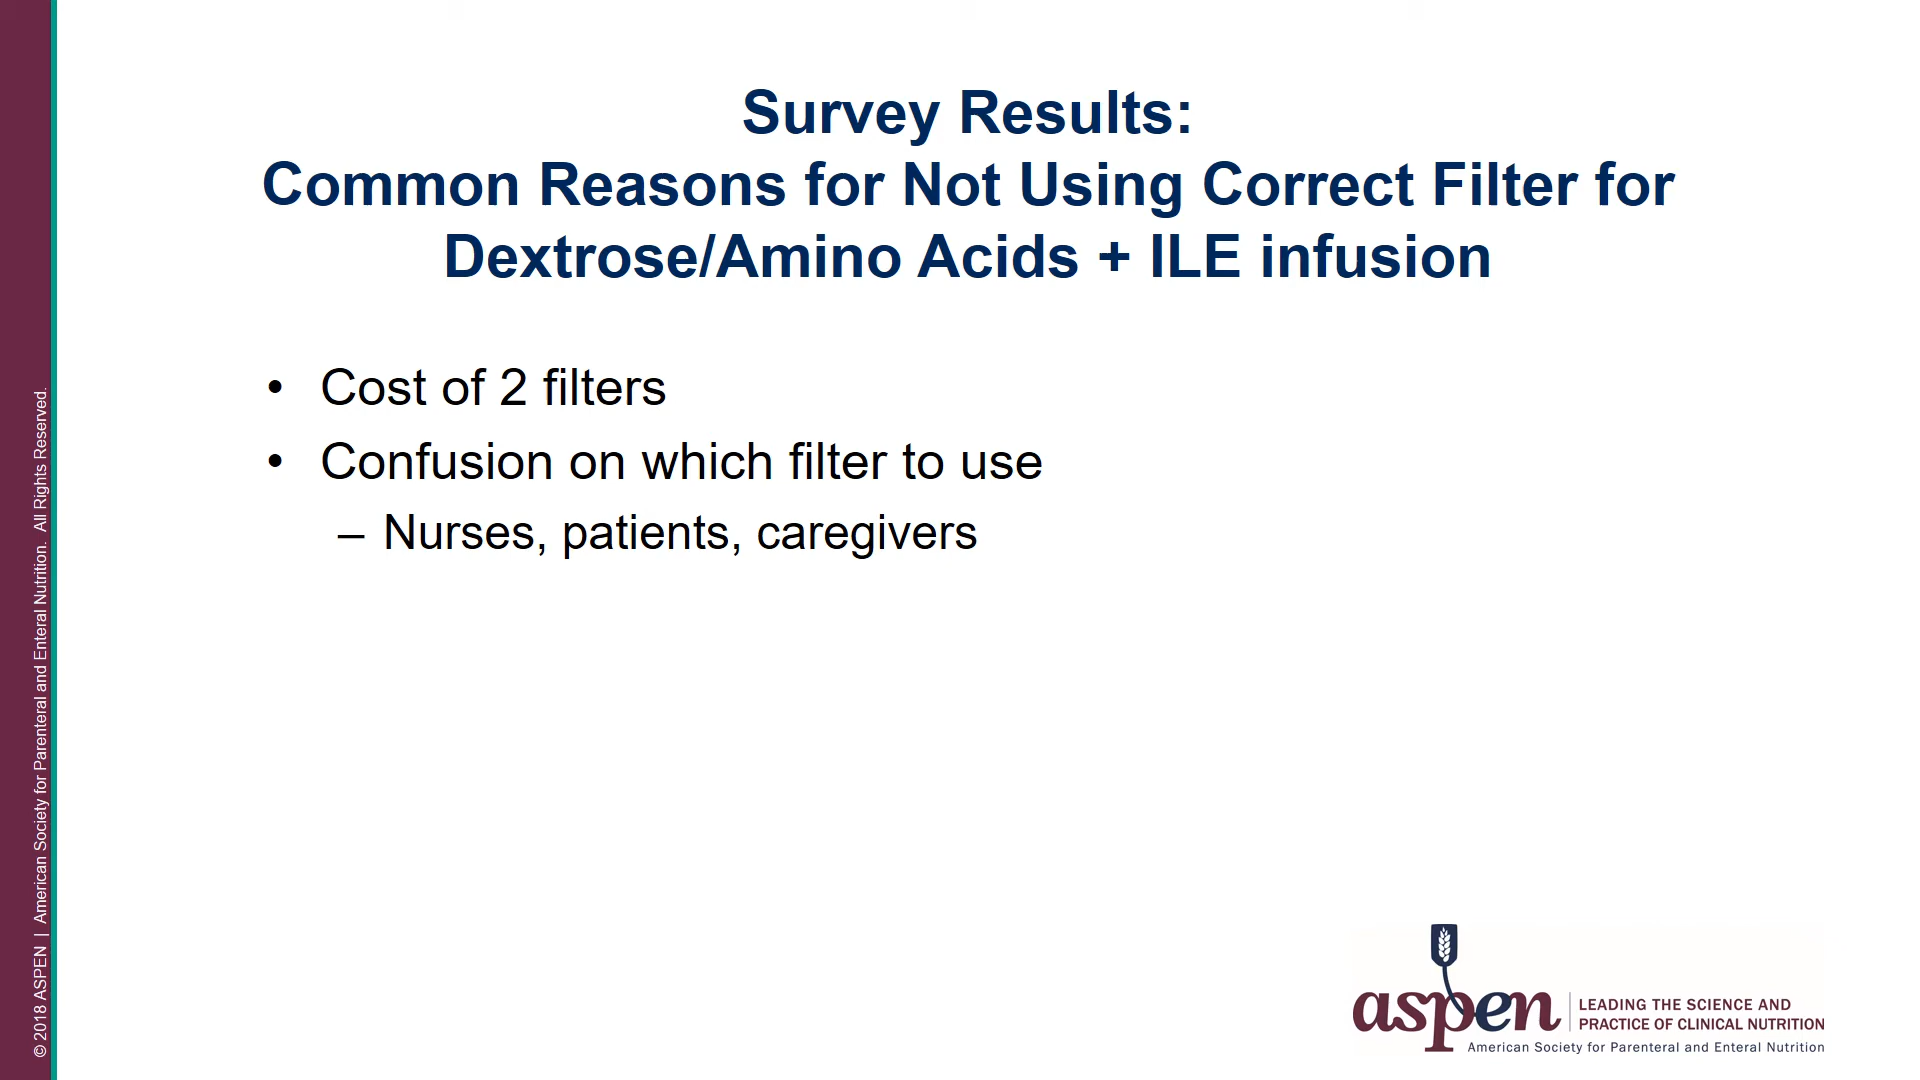 Survey Results:
Common Reasons for Not Using Correct Filter for
Dextrose/Amino Acids + ILE infusion
• Cost of 2 filters
• Confusion on which filter to use
– Nurses, patients, caregivers
© 2018 ASPEN | American Society for Parenteral and Enteral Nutrition. All Rights Reserved.
aspen
LEADING THE SCIENCE AND
PRACTICE OF CLINICAL NUTRITION
American Society for Parenteral and Enteral Nutrition